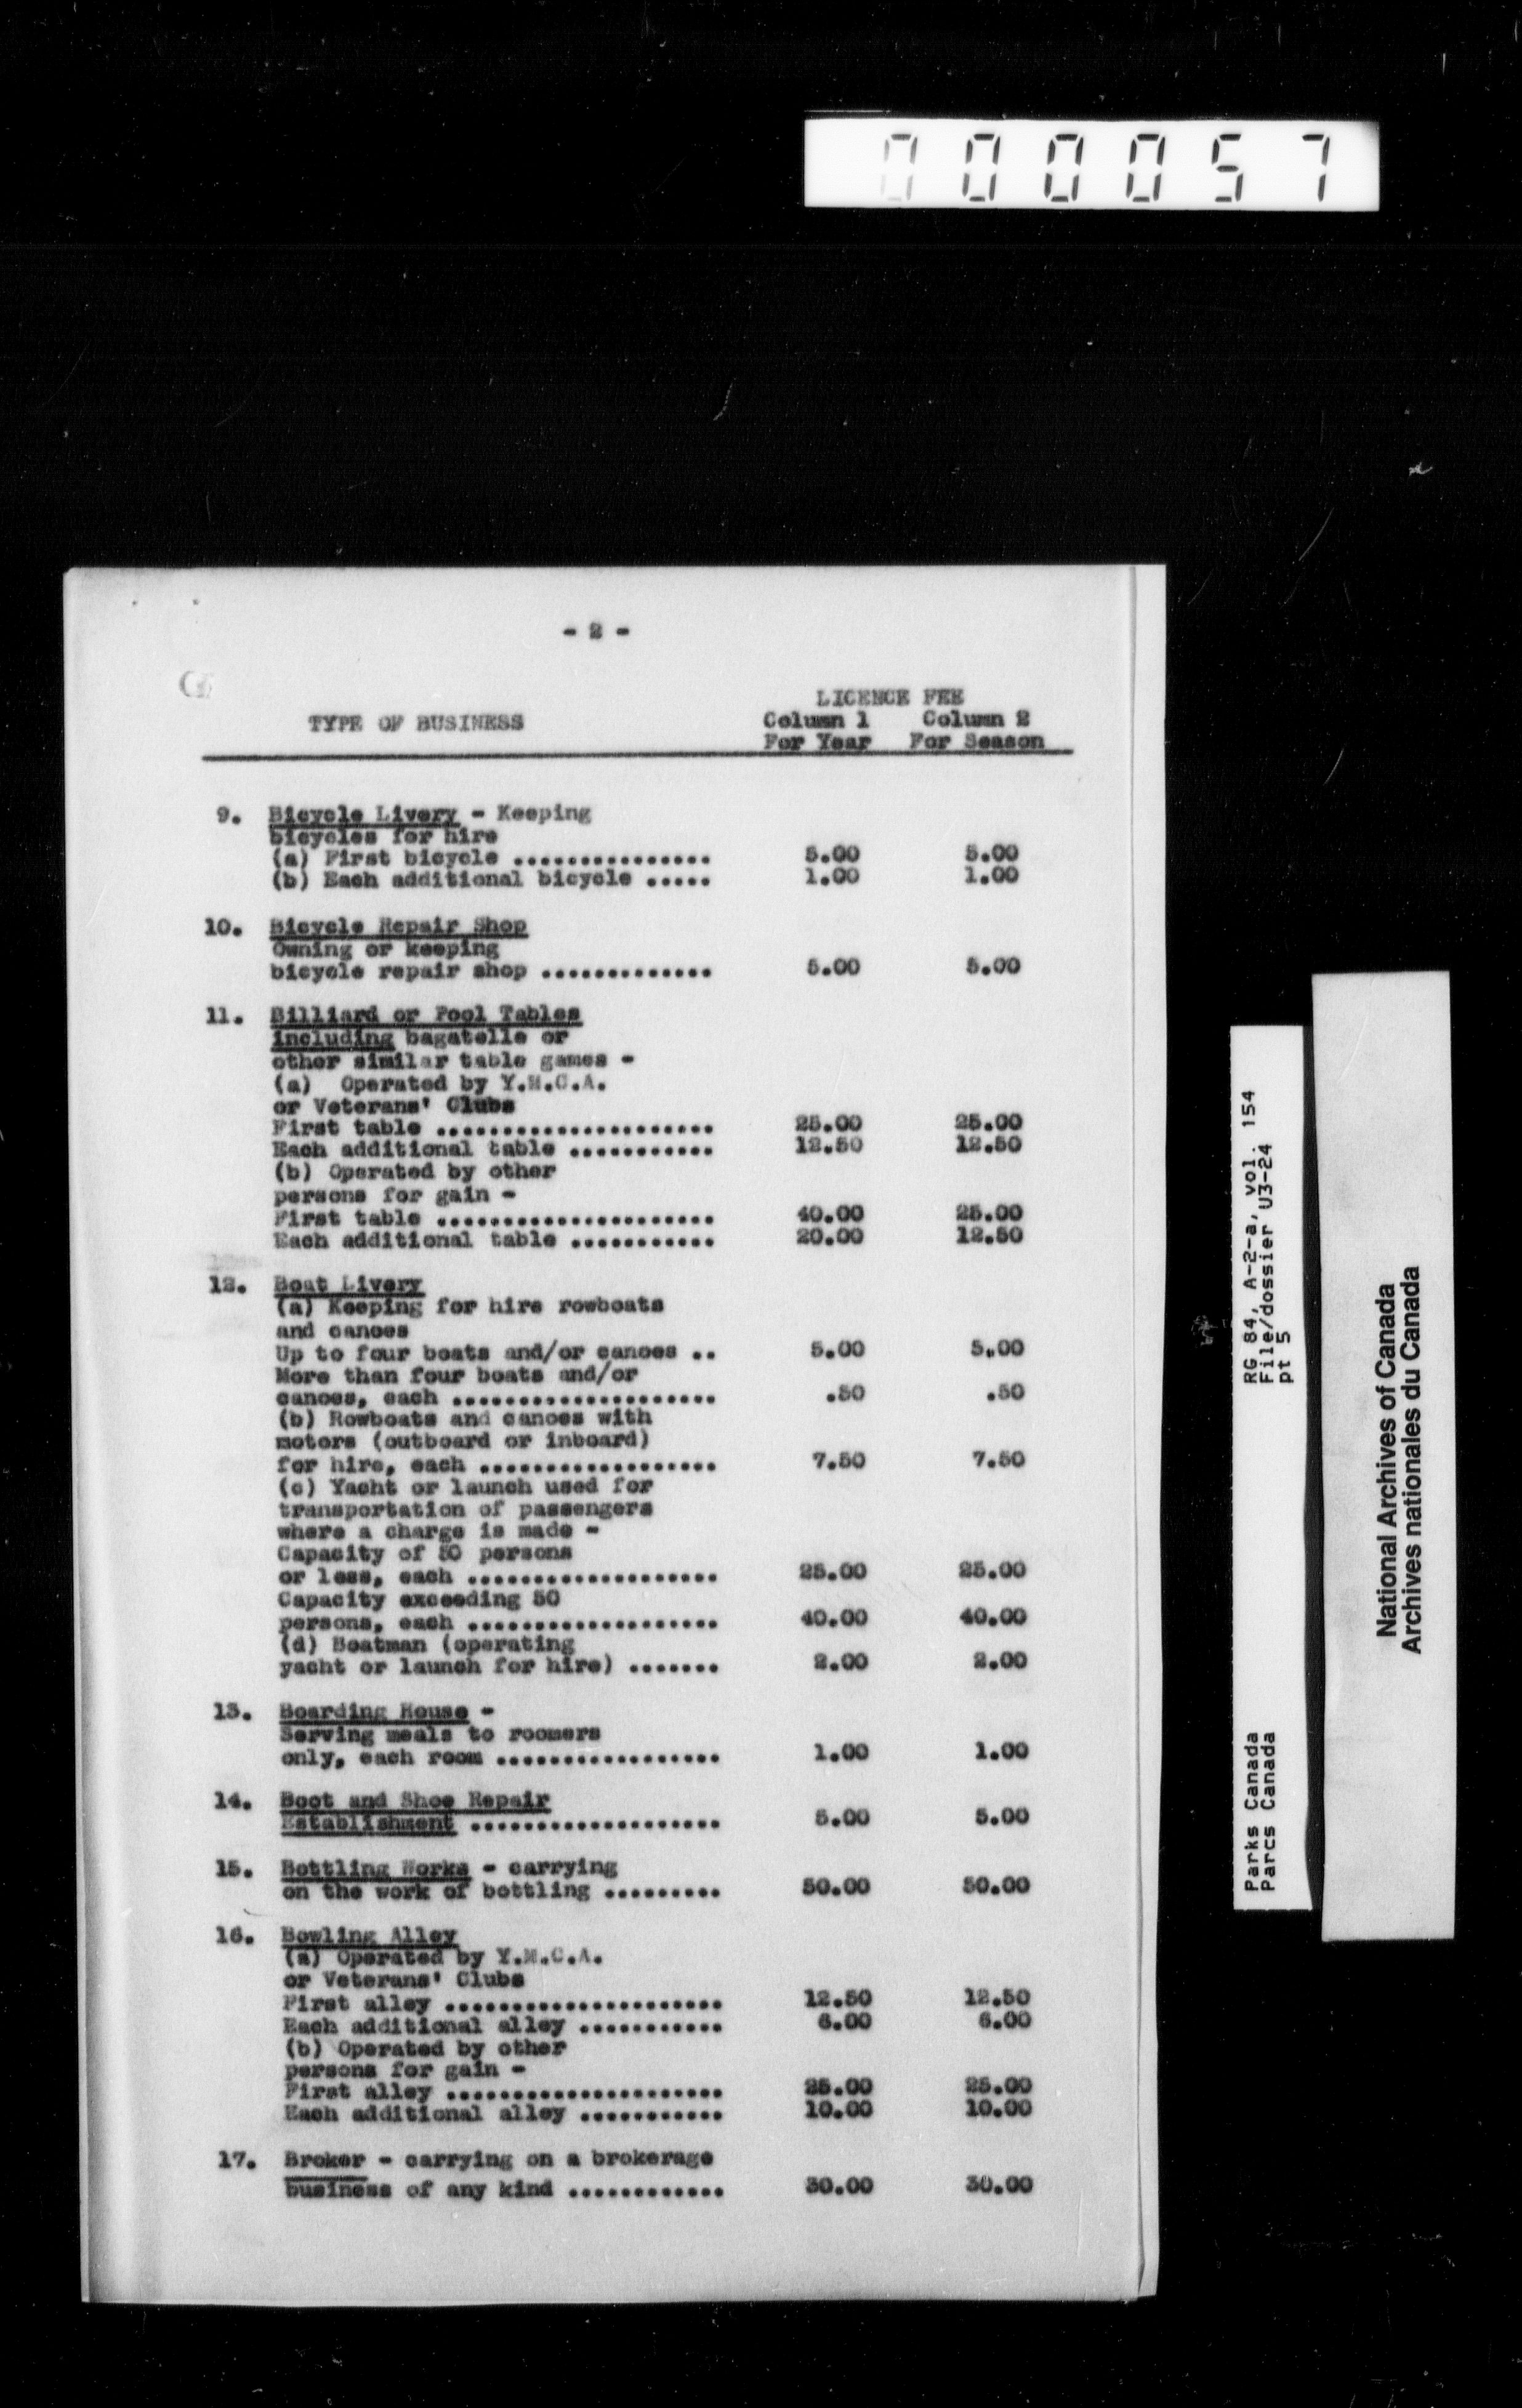 000057
- 2 -
LICENCE FEE
TYPE OF BUSINESS Column 1 Column 2
For Year For Season
9. Bicycle Livery - Keeping
bicycles for hire
(a) First bicycle ............... 5.00 5.00
(b) Each additional bicycle ..... 1.00 1.00
10. Bicycle Repair Shop
Owning or keeping
bicycle repair shop ............. 5.00 5.00
11. Billiard or Pool Tables
including bagatelle or
other similar table games -
(a) Operated by Y.M.C.A.
or Veterans' Clubs
First table ..................... 25.00 25.00
Each additional table ........... 12.50 12.50
(b) Operated by other
persons for gain -
First table ..................... 40.00 25.00
Each additional table ........... 20.00 12.50
12. Boat Livery
(a) Keeping for hire rowboats
and canoes
Up to four boats and/or canoes .. 5.00 5.00
More than four boats and/or
canoes, each .................... .50 .50
(b) Rowboats and canoes with
motors (outboard or inboard)
for hire, each .................. 7.50 7.50
(c) Yacht or launch used for
transportation of passengers
where a charge is made -
Capacity of 50 persons
or less, each ................... 25.00 25.00
Capacity exceeding 50
persons, each ................... 40.00 40.00
(d) Boatman (operating
yacht or launch for hire) ....... 2.00 2.00
13. Boarding House -
Serving meals to roomers
only, each room ................. 1.00 1.00
14. Boot and Shoe Repair
Establishment ................... 5.00 5.00
15. Bottling Works - carrying
on the work of bottling ......... 50.00 50.00
16. Bowling Alley
(a) Operated by Y.M.C.A.
or Veterans' Clubs
First alley ..................... 12.50 12.50
Each additional alley ........... 6.00 6.00
(b) Operated by other
persons for gain -
First alley ..................... 25.00 25.00
Each additional alley ........... 10.00 10.00
17. Broker - carrying on a brokerage
business of any kind ............ 30.00 30.00
RG 84, A-2-a, vol. 154
File/dossier U3-24
pt 5
Parks Canada
Parcs Canada
National Archives of Canada
Archives nationales du Canada